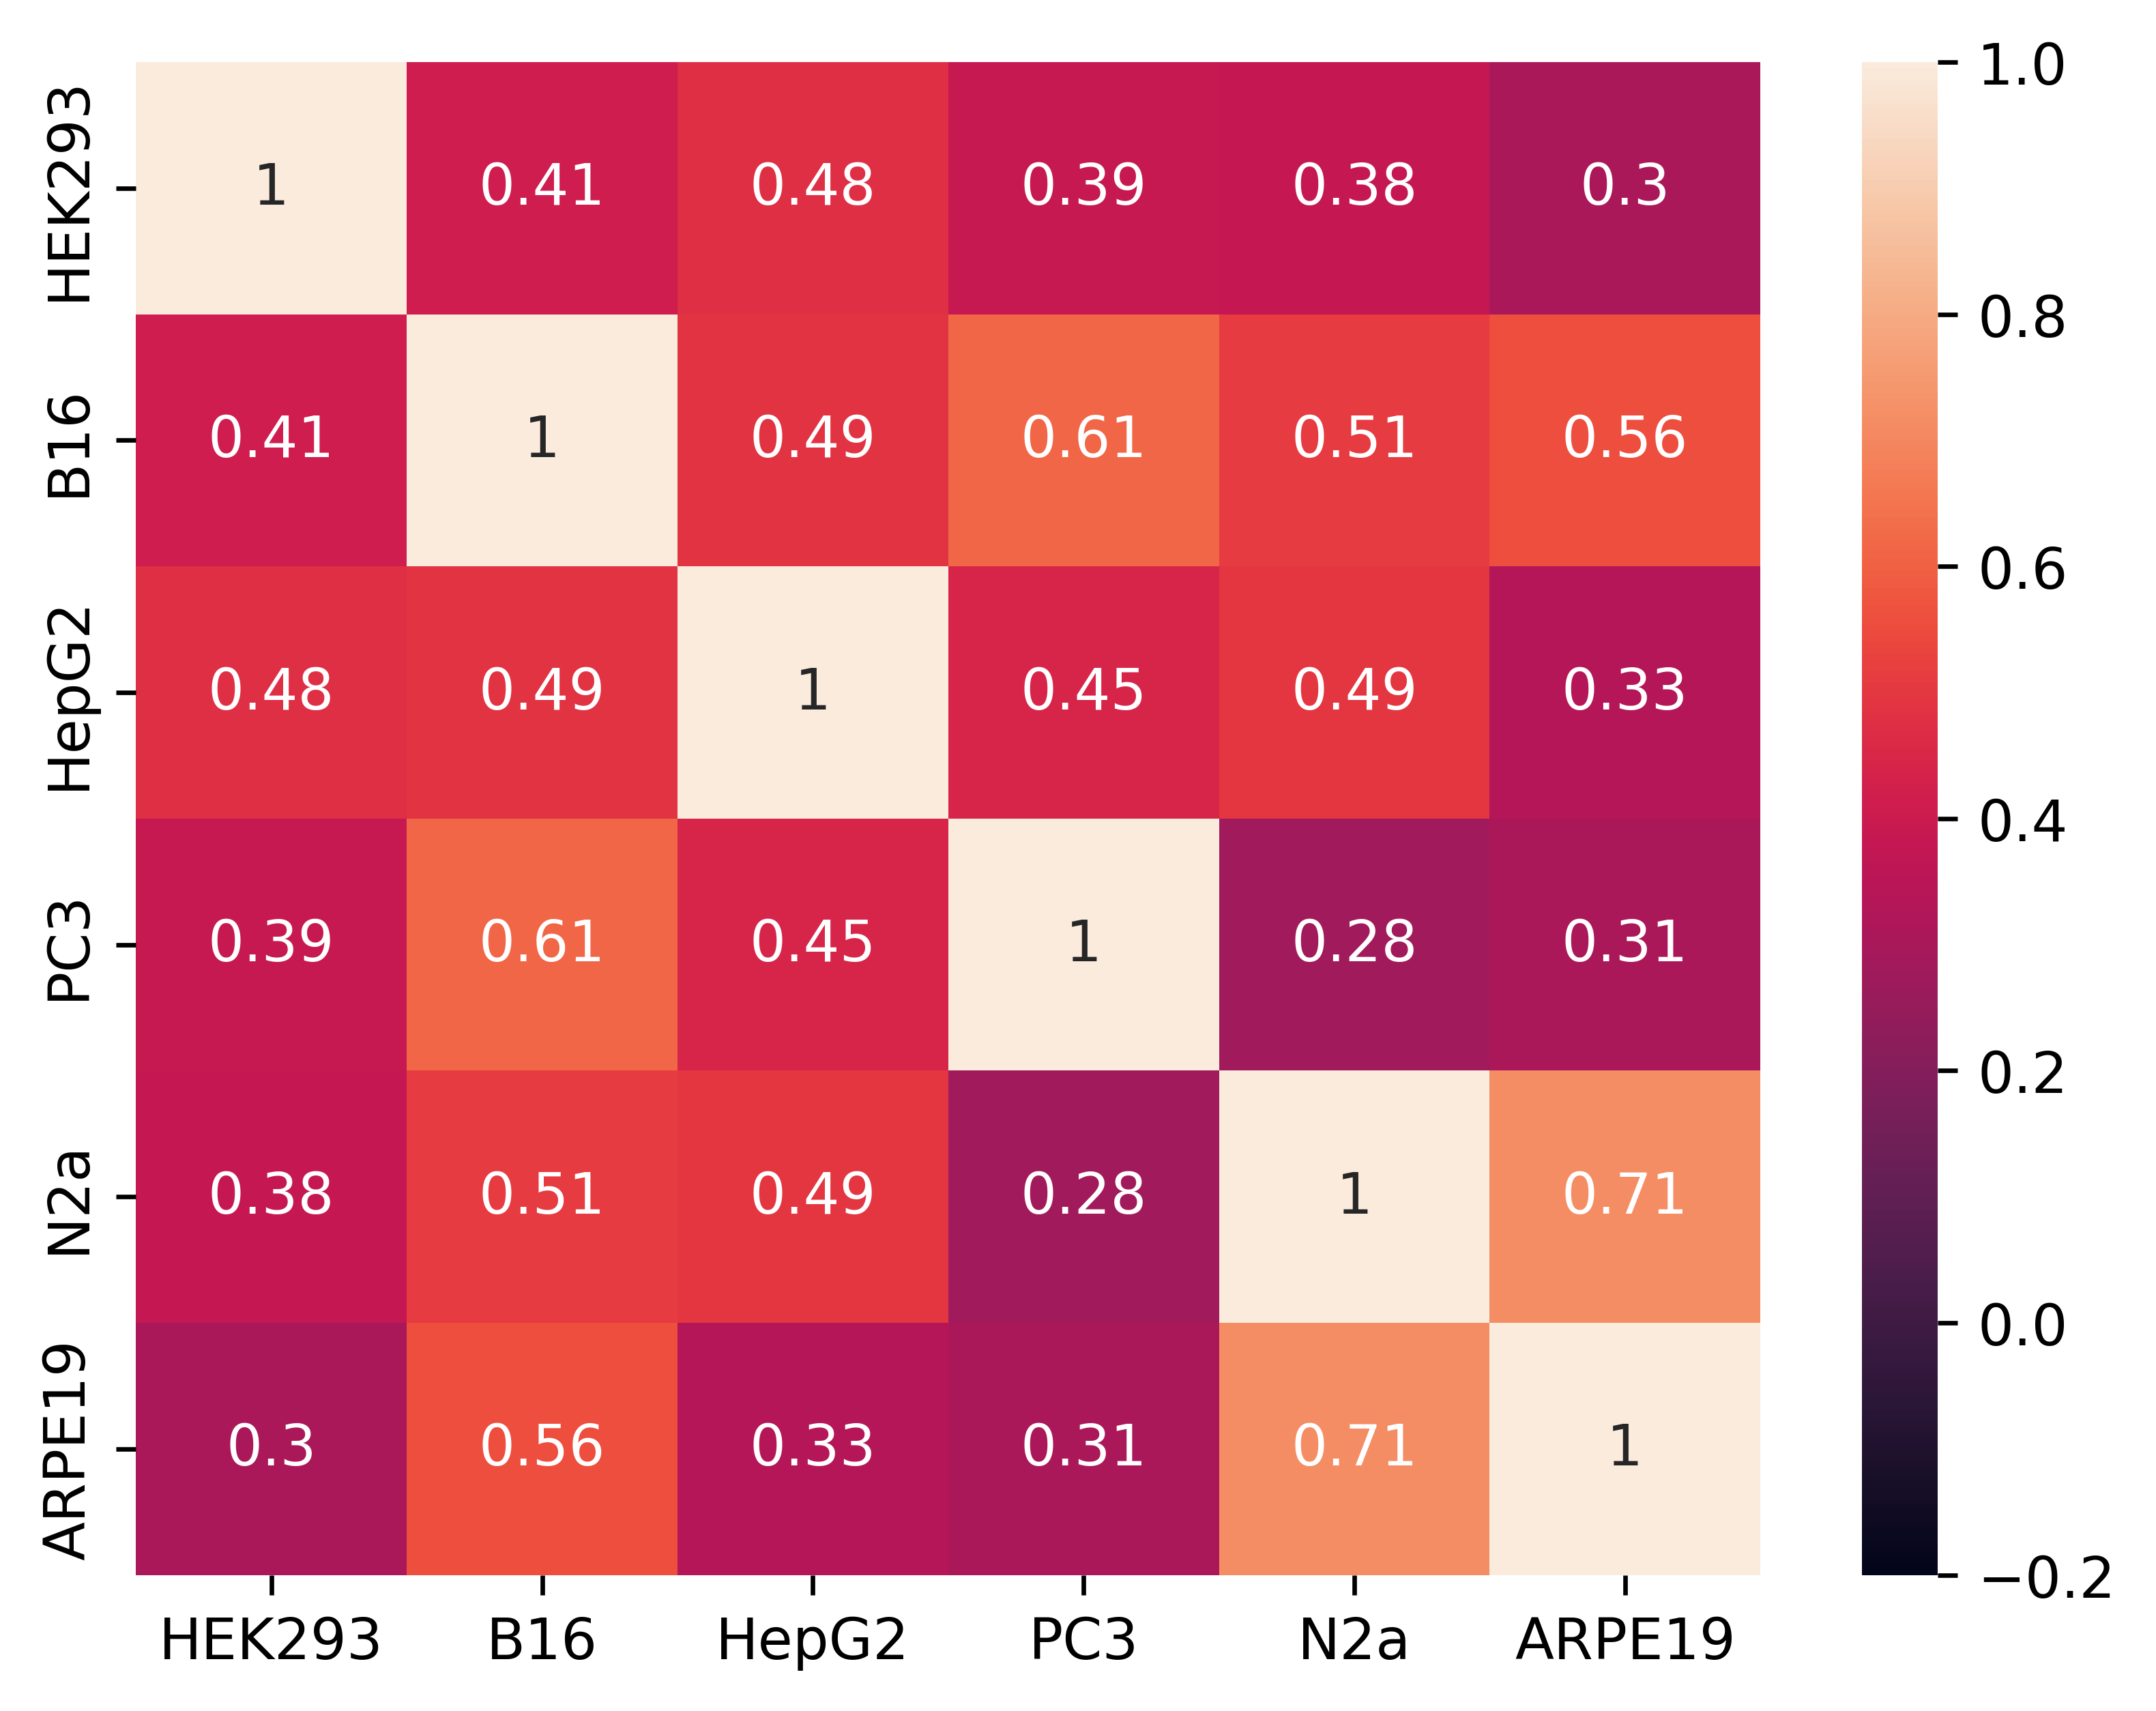 HEK293 1 0.41 0.48 0.39 0.38 0.3
B16 0.41 1 0.49 0.61 0.51 0.56
HepG2 0.48 0.49 1 0.45 0.49 0.33
PC3 0.39 0.61 0.45 1 0.28 0.31
N2a 0.38 0.51 0.49 0.28 1 0.71
ARPE19 0.3 0.56 0.33 0.31 0.71 1
HEK293 B16 HepG2 PC3 N2a ARPE19
1.0
0.8
0.6
0.4
0.2
0.0
−0.2